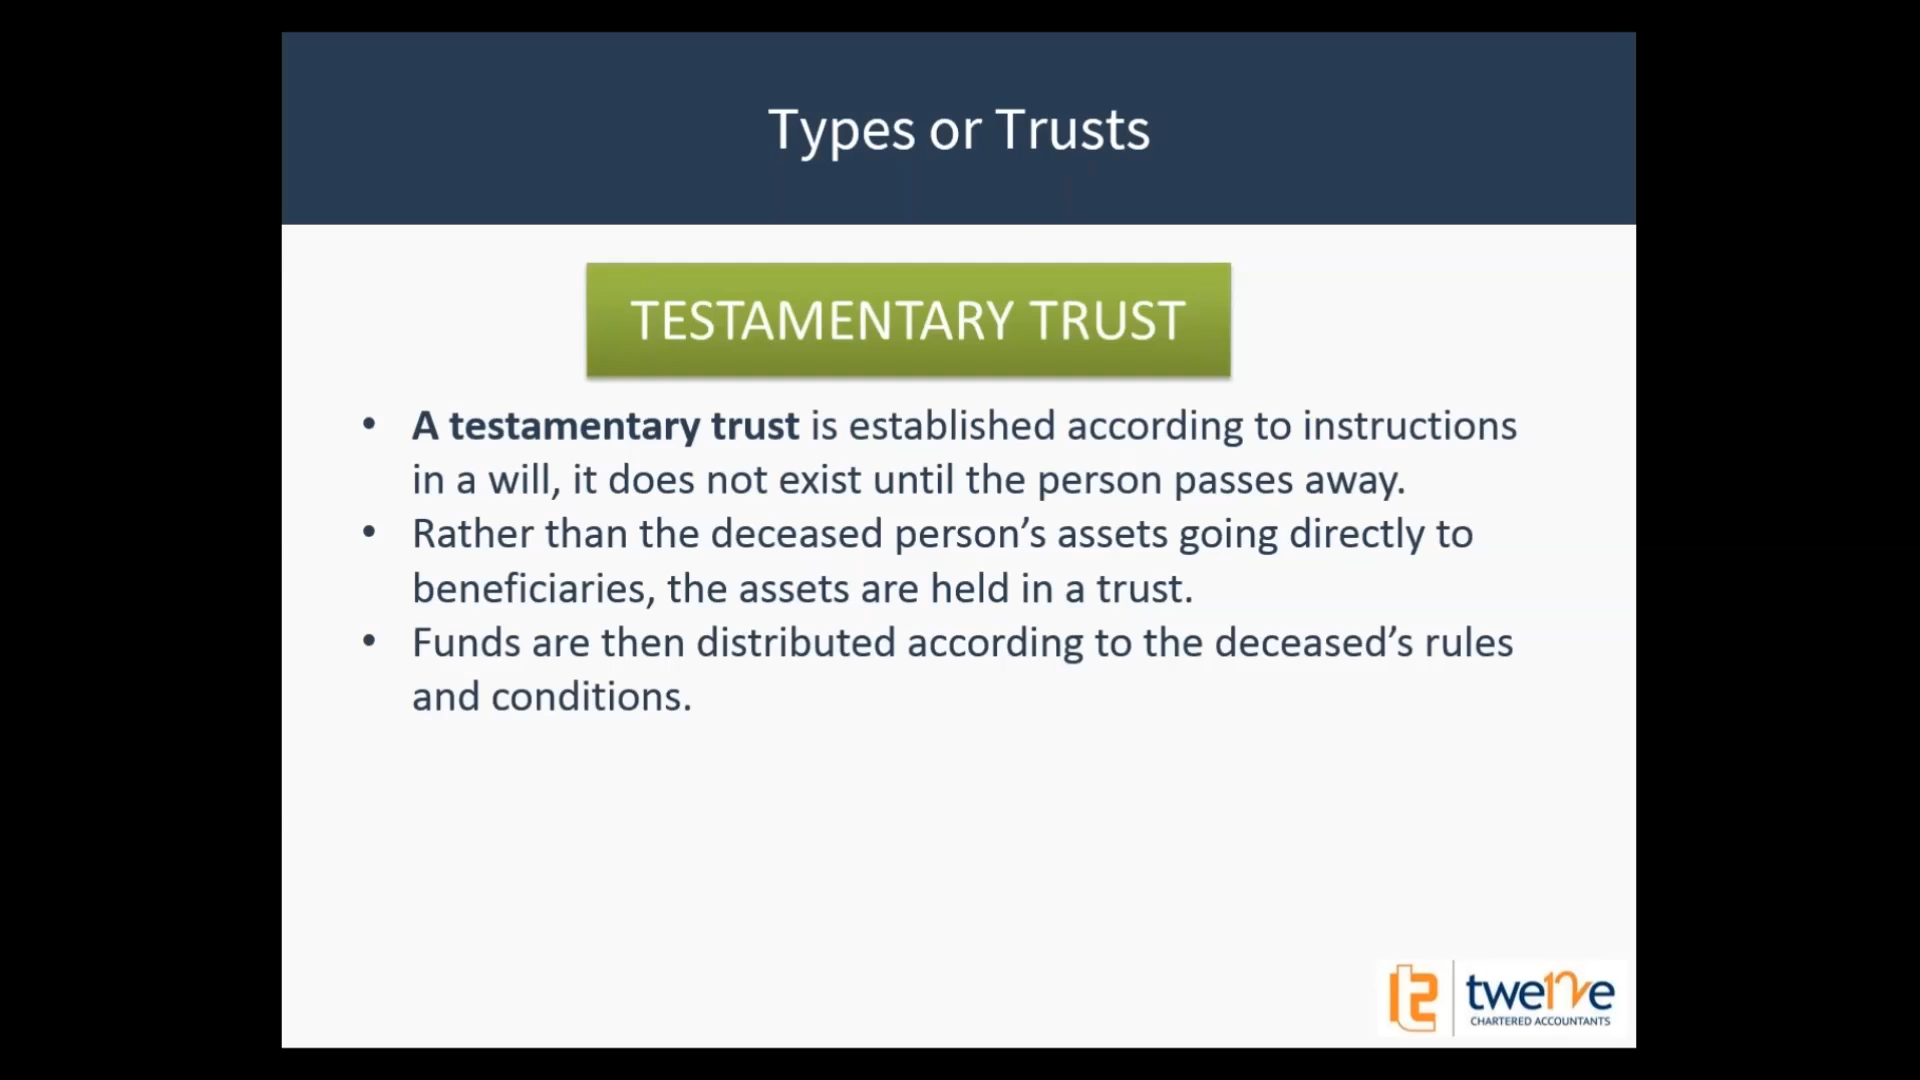 Types or Trusts
TESTAMENTARY TRUST
• A testamentary trust is established according to instructions
in a will, it does not exist until the person passes away.
• Rather than the deceased person’s assets going directly to
beneficiaries, the assets are held in a trust.
• Funds are then distributed according to the deceased’s rules
and conditions.
twe12ve
CHARTERED ACCOUNTANTS